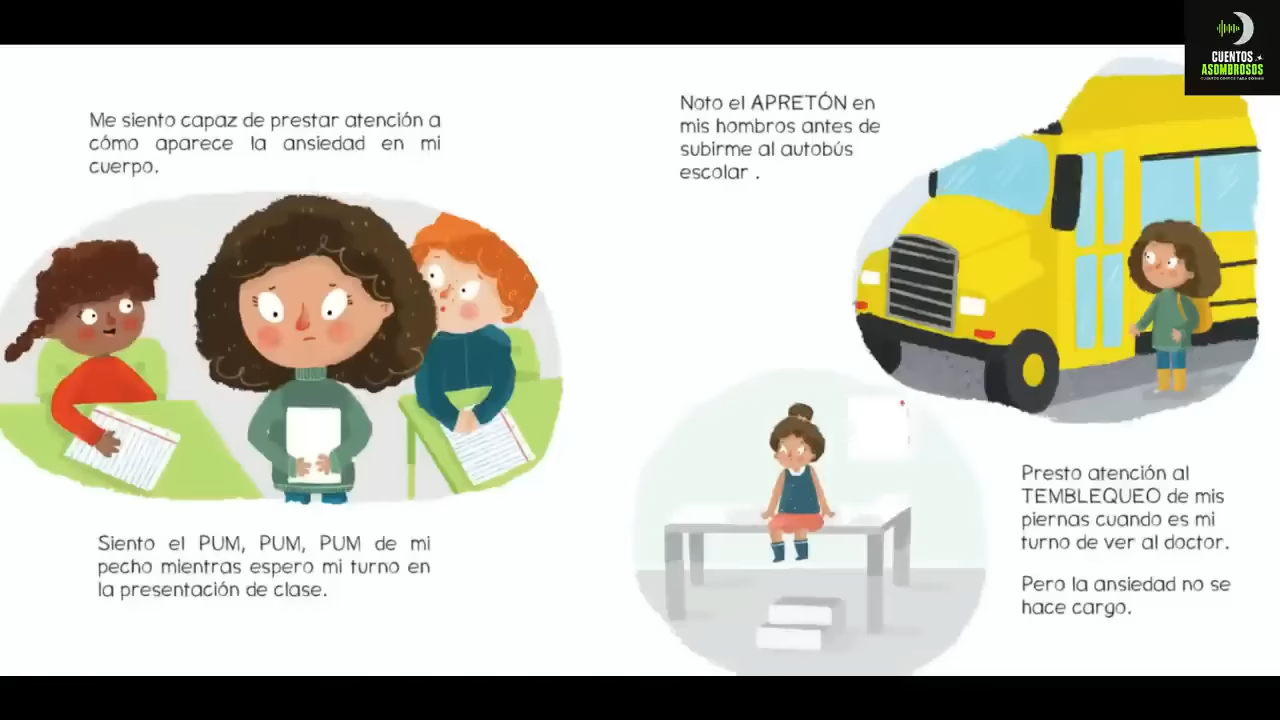 Me siento capaz de prestar atención a
cómo aparece la ansiedad en mi
cuerpo.
Siento el PUM, PUM, PUM de mi
pecho mientras espero mi turno en
la presentación de clase.
Noto el APRETÓN en
mis hombros antes de
subirme al autobús
escolar .
Presto atención al
TEMBLEQUEO de mis
piernas cuando es mi
turno de ver al doctor.
Pero la ansiedad no se
hace cargo.
CUENTOS
ASOMBROSOS